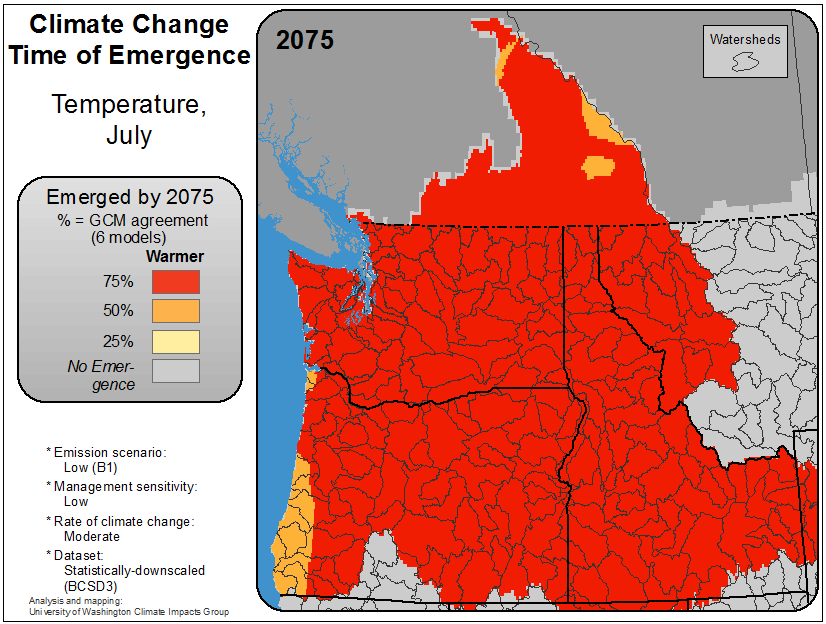 Climate Change
Time of Emergence
Temperature,
July
Emerged by 2075
% = GCM agreement
(6 models)
Warmer
75%
50%
25%
No Emer-
gence
* Emission scenario:
Low (B1)
* Management sensitivity:
Low
* Rate of climate change:
Moderate
* Dataset:
Statistically-downscaled
(BCSD3)
Analysis and mapping:
University of Washington Climate Impacts Group
2075
Watersheds